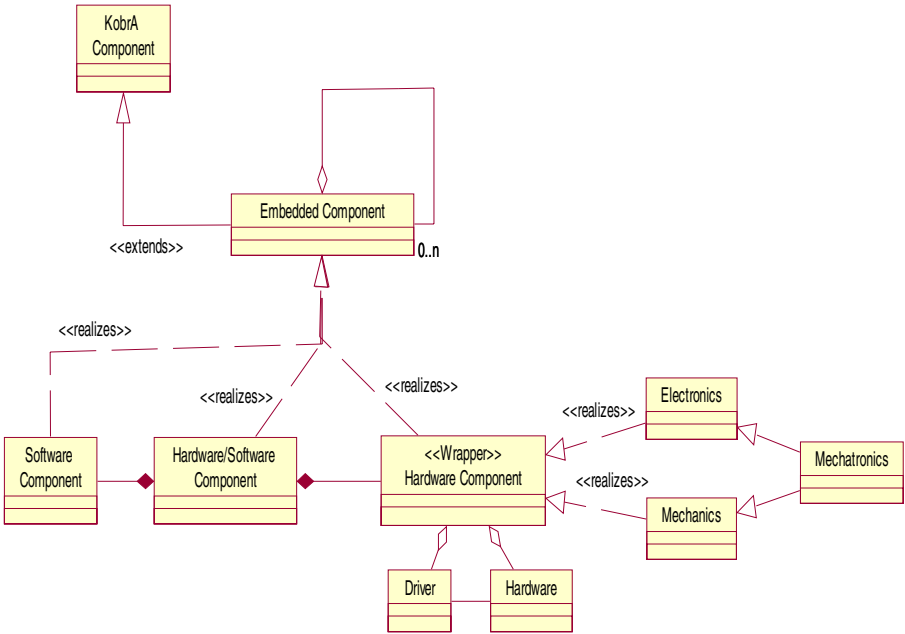 KobrA
Component
Embedded Component
<<extends>>
0..n
<<realizes>>
<<realizes>>
<<realizes>>
Electronics
<<realizes>>
Software
Component
Hardware/Software
Component
<<Wrapper>>
Hardware Component
Mechatronics
<<realizes>>
Mechanics
Driver
Hardware